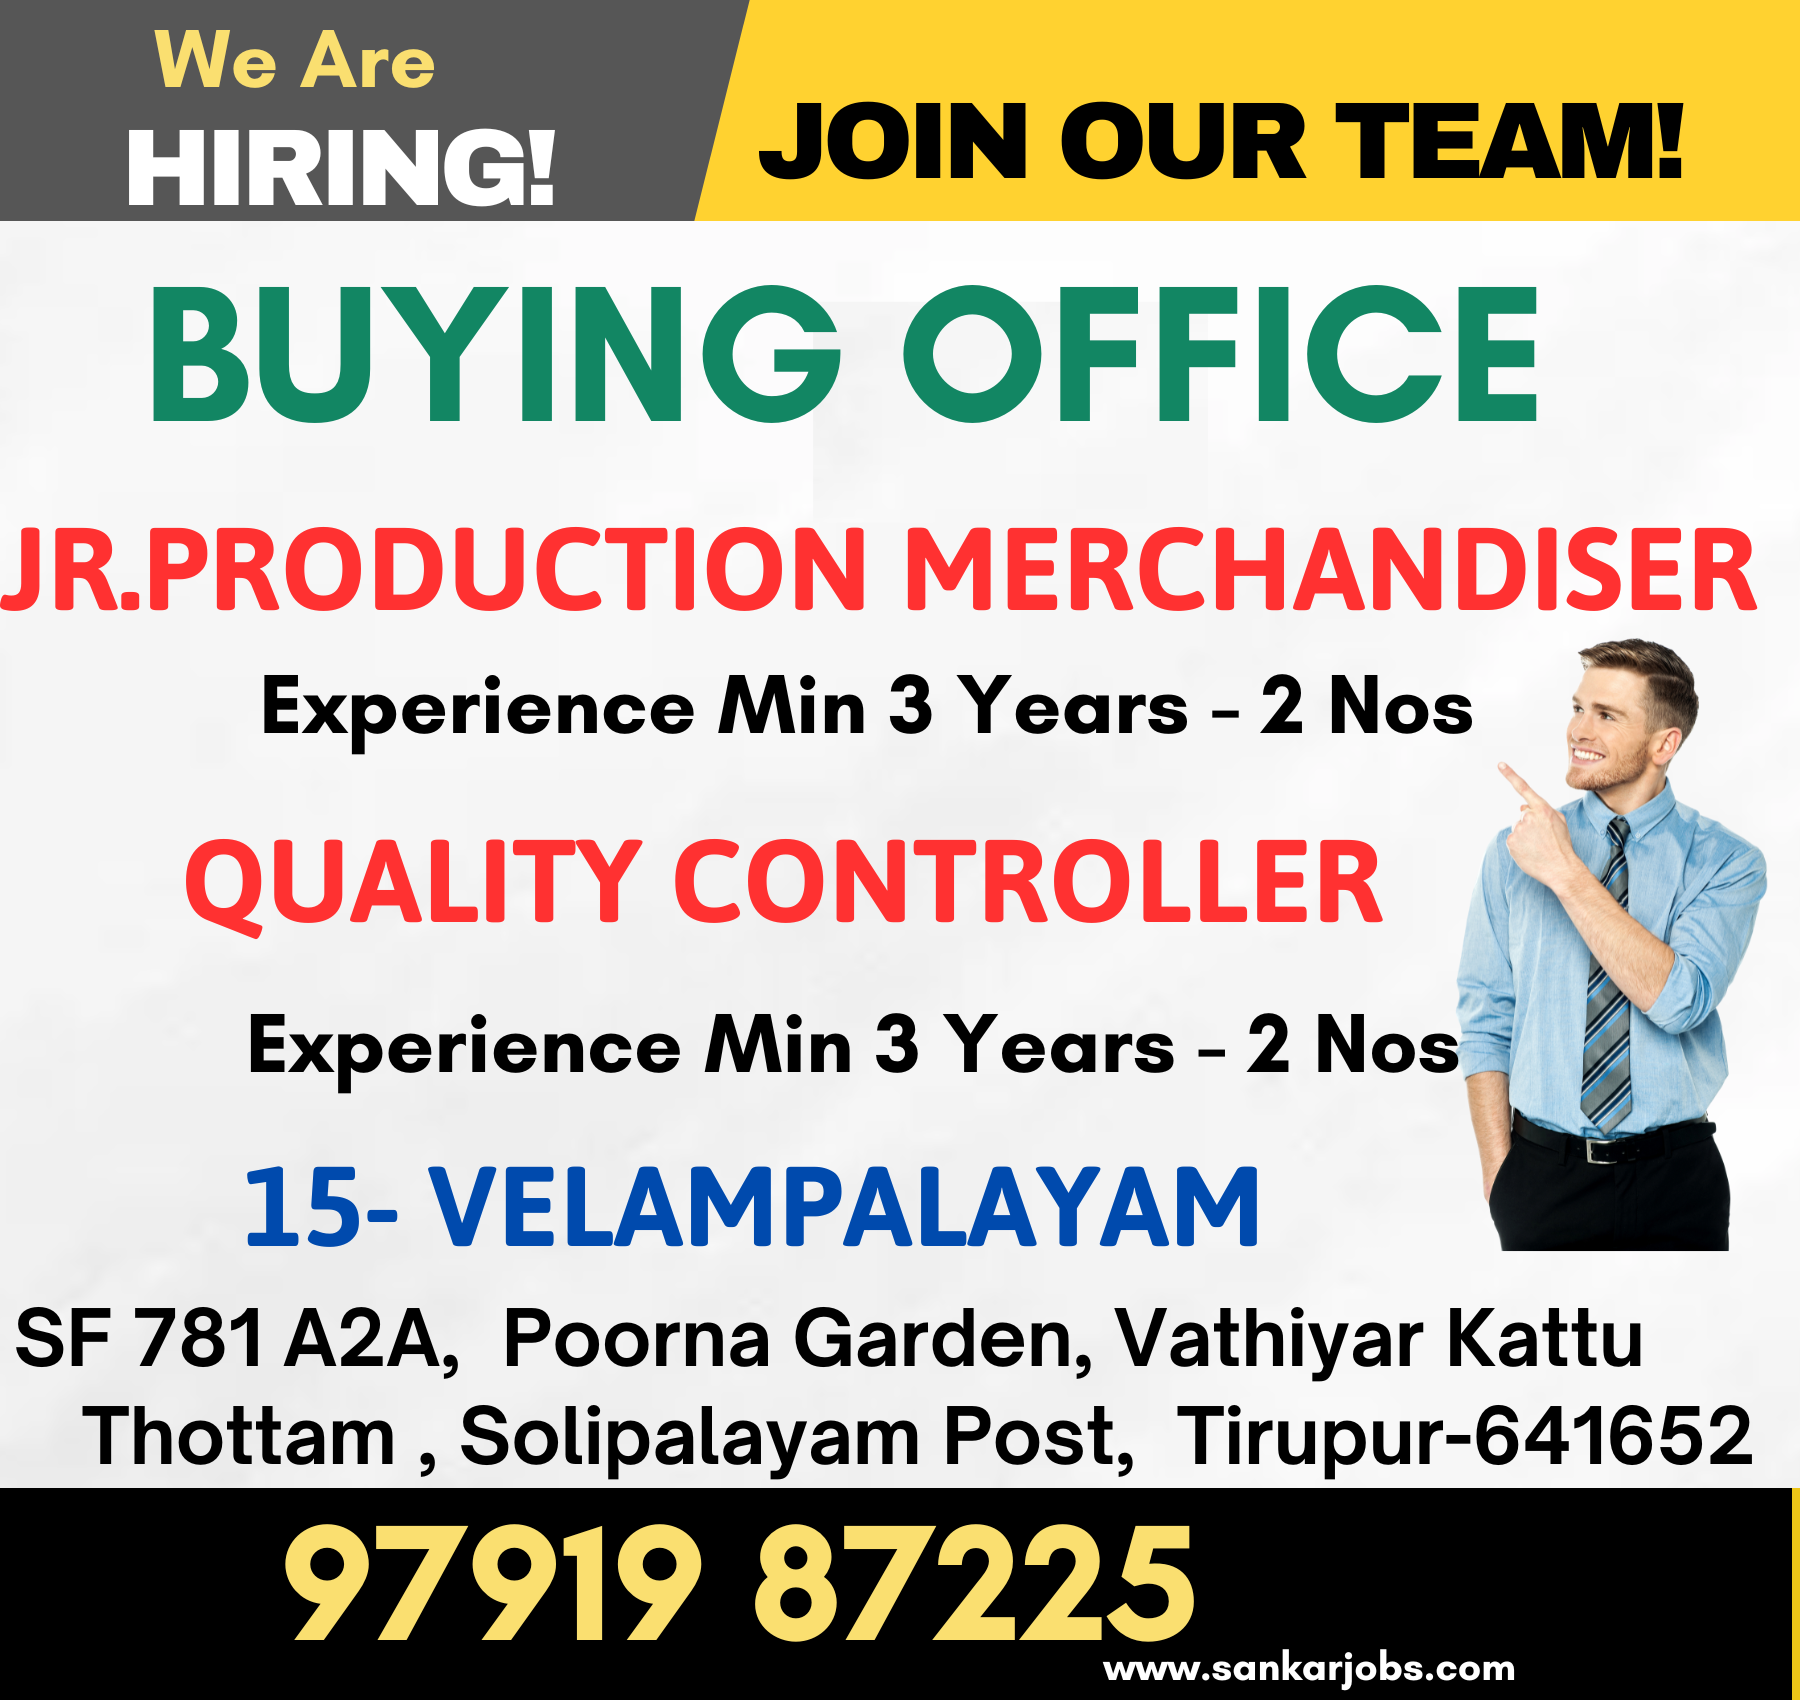 We Are
HIRING!
JOIN OUR TEAM!
BUYING OFFICE
JR.PRODUCTION MERCHANDISER
Experience Min 3 Years - 2 Nos
QUALITY CONTROLLER
Experience Min 3 Years - 2 Nos
15- VELAMPALAYAM
SF 781 A2A, Poorna Garden, Vathiyar Kattu
Thottam , Solipalayam Post, Tirupur-641652
97919 87225
www.sankarjobs.com